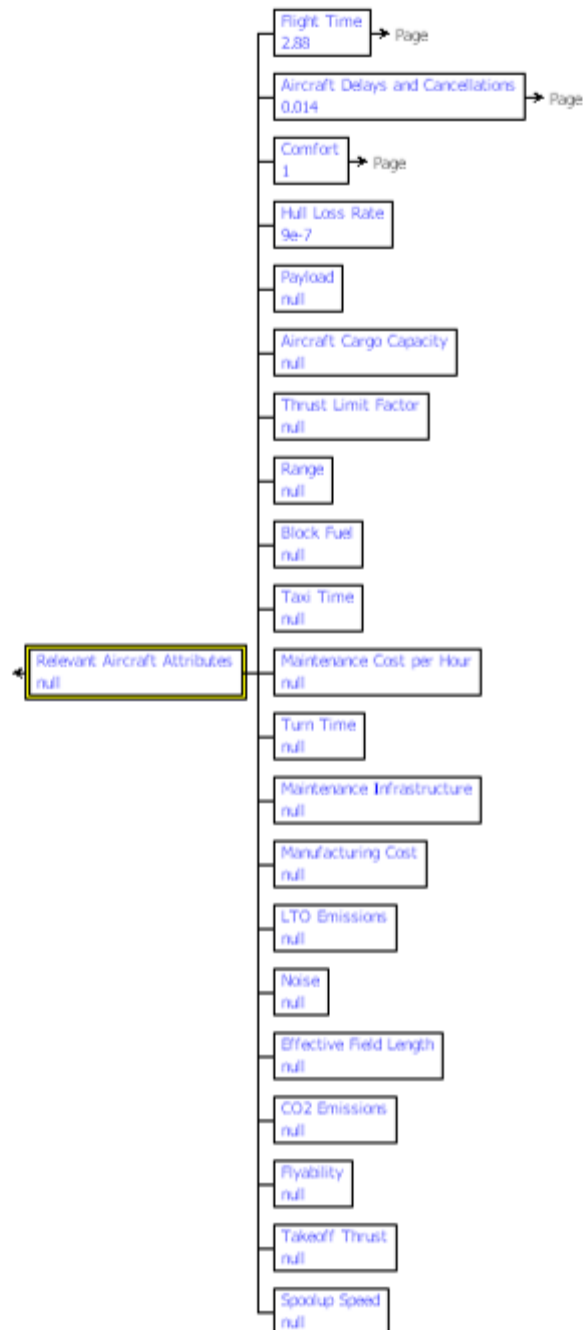 Flight Time
2.88
Page
Aircraft Delays and Cancellations
0.014
Page
Comfort
1
Page
Hull Loss Rate
9e-7
Payload
null
Aircraft Cargo Capacity
null
Thrust Limit Factor
null
Range
null
Block Fuel
null
Taxi Time
null
Relevant Aircraft Attributes
null
Maintenance Cost per Hour
null
Turn Time
null
Maintenance Infrastructure
null
Manufacturing Cost
null
LTO Emissions
null
Noise
null
Effective Field Length
null
CO2 Emissions
null
Flyability
null
Takeoff Thrust
null
Spoolup Speed
null